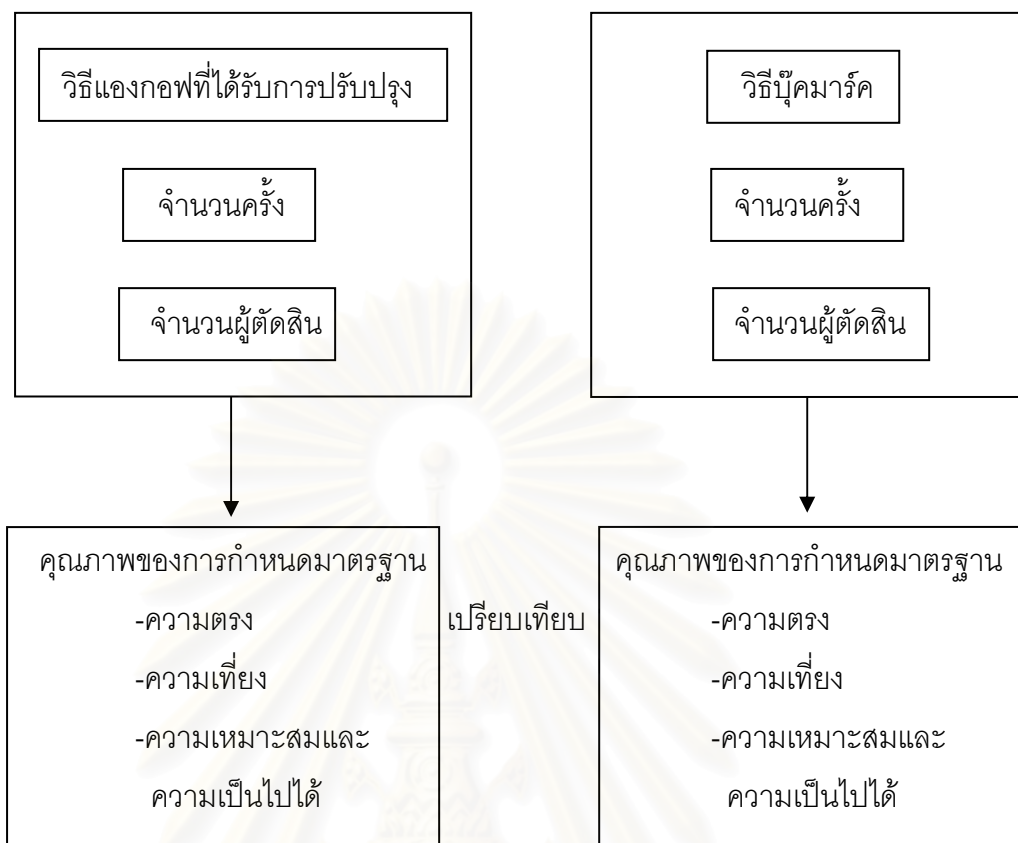 วิธีแองกอฟที่ได้รับการปรับปรุง
จำนวนครั้ง
จำนวนผู้ตัดสิน
วิธีบุ๊คมาร์ค
จำนวนครั้ง
จำนวนผู้ตัดสิน
คุณภาพของการกำหนดมาตรฐาน
-ความตรง
-ความเที่ยง
-ความเหมาะสมและ
ความเป็นไปได้
เปรียบเทียบ
คุณภาพของการกำหนดมาตรฐาน
-ความตรง
-ความเที่ยง
-ความเหมาะสมและ
ความเป็นไปได้